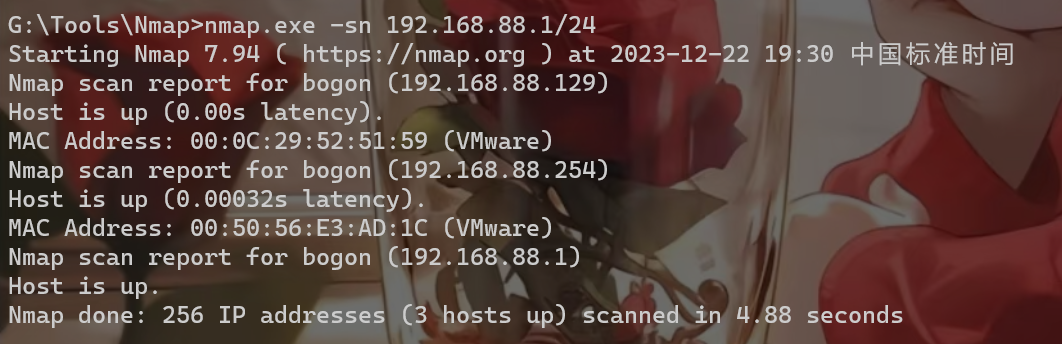 G:\Tools\Nmap>nmap.exe -sn 192.168.88.1/24
Starting Nmap 7.94 ( https://nmap.org ) at 2023-12-22 19:30 中国标准时间
Nmap scan report for bogon (192.168.88.129)
Host is up (0.00s latency).
MAC Address: 00:0C:29:52:51:59 (VMware)
Nmap scan report for bogon (192.168.88.254)
Host is up (0.00032s latency).
MAC Address: 00:50:56:E3:AD:1C (VMware)
Nmap scan report for bogon (192.168.88.1)
Host is up.
Nmap done: 256 IP addresses (3 hosts up) scanned in 4.88 seconds